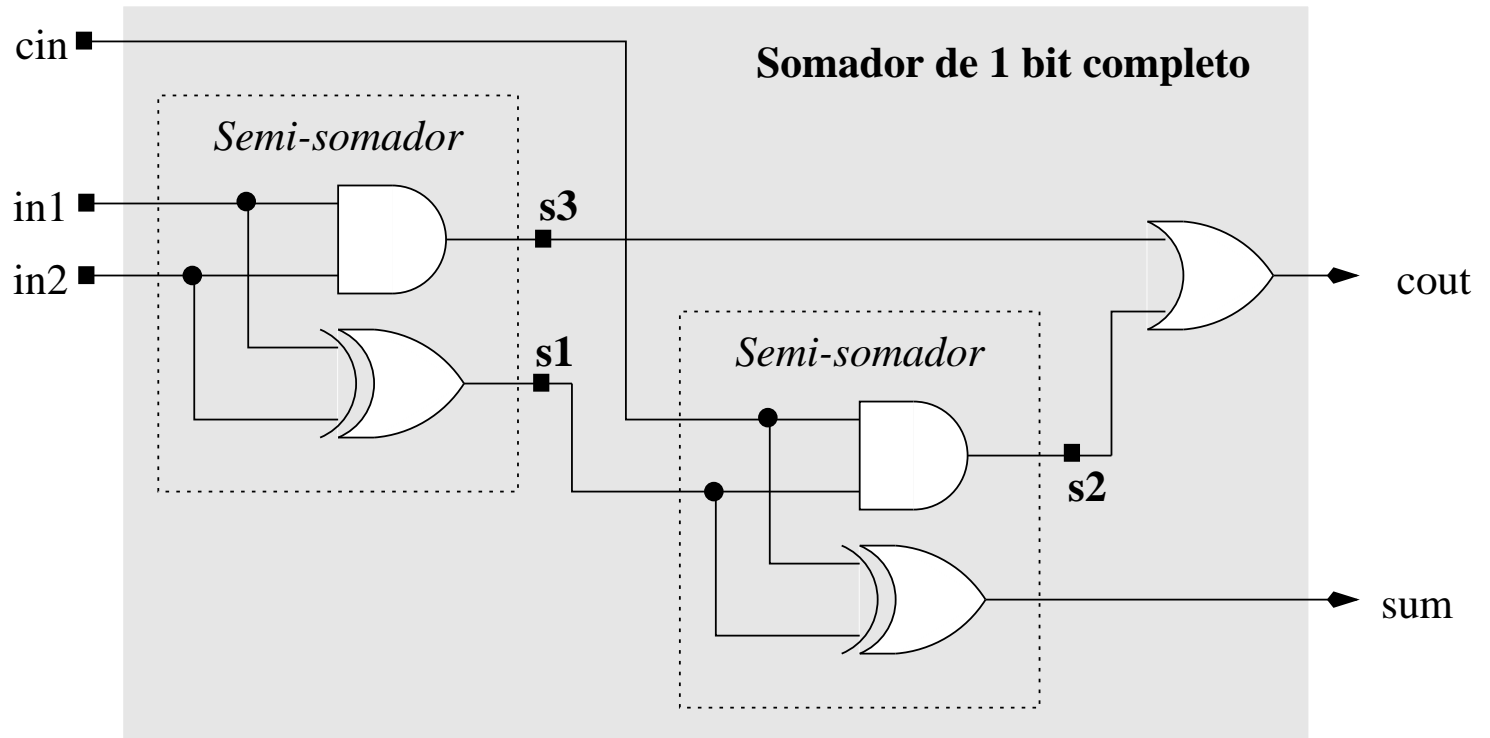 cin
Somador de 1 bit completo
Semi-somador
in1
s3
in2
cout
s1
Semi-somador
s2
sum